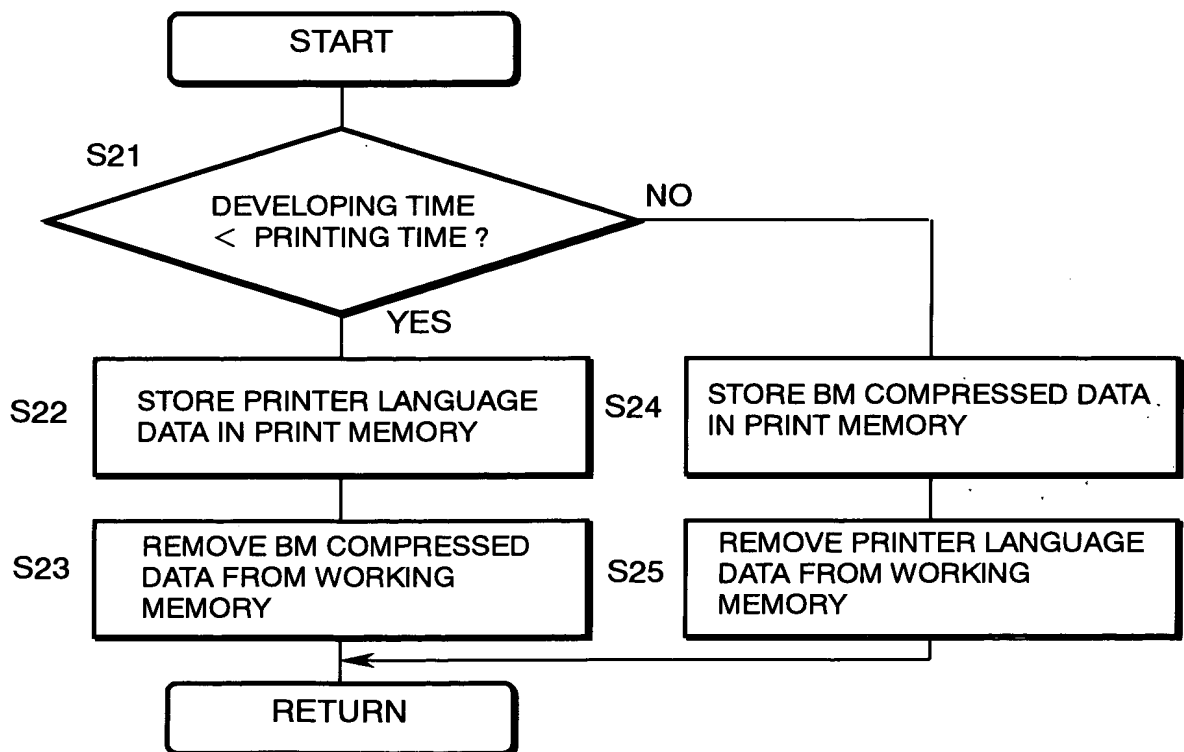 START
S21
DEVELOPING TIME
< PRINTING TIME ?
NO
YES
S22
STORE PRINTER LANGUAGE
DATA IN PRINT MEMORY
S24
STORE BM COMPRESSED DATA
IN PRINT MEMORY
S23
REMOVE BM COMPRESSED
DATA FROM WORKING
MEMORY
S25
REMOVE PRINTER LANGUAGE
DATA FROM WORKING
MEMORY
RETURN